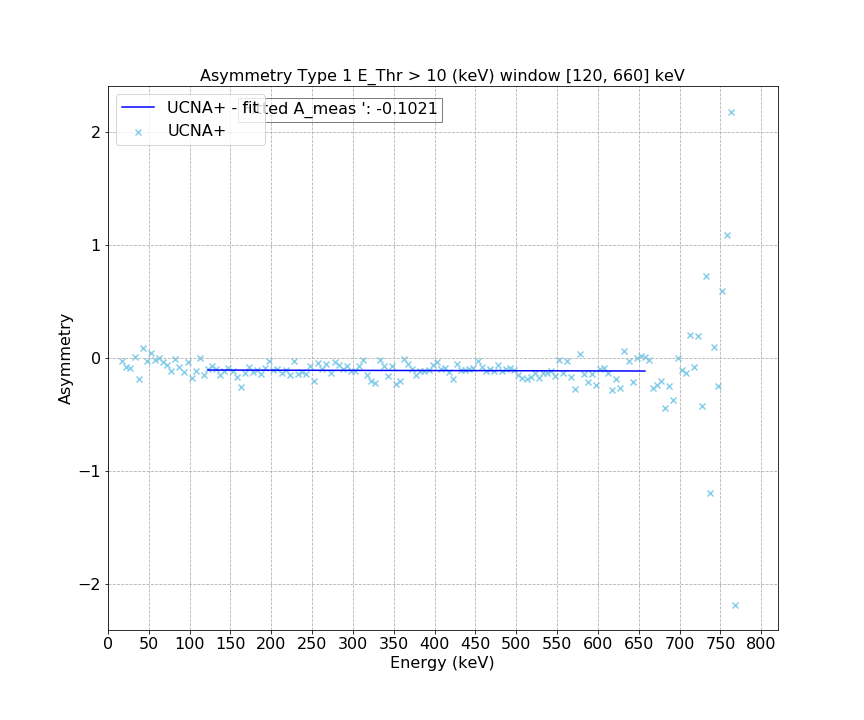 Asymmetry Type 1 E_Thr > 10 (keV) window [120, 660] keV
UCNA+ - fit
ted A_meas ': -0.1021
UCNA+
2
1
0
−1
−2
Asymmetry
0 50 100 150 200 250 300 350 400 450 500 550 600 650 700 750 800
Energy (keV)